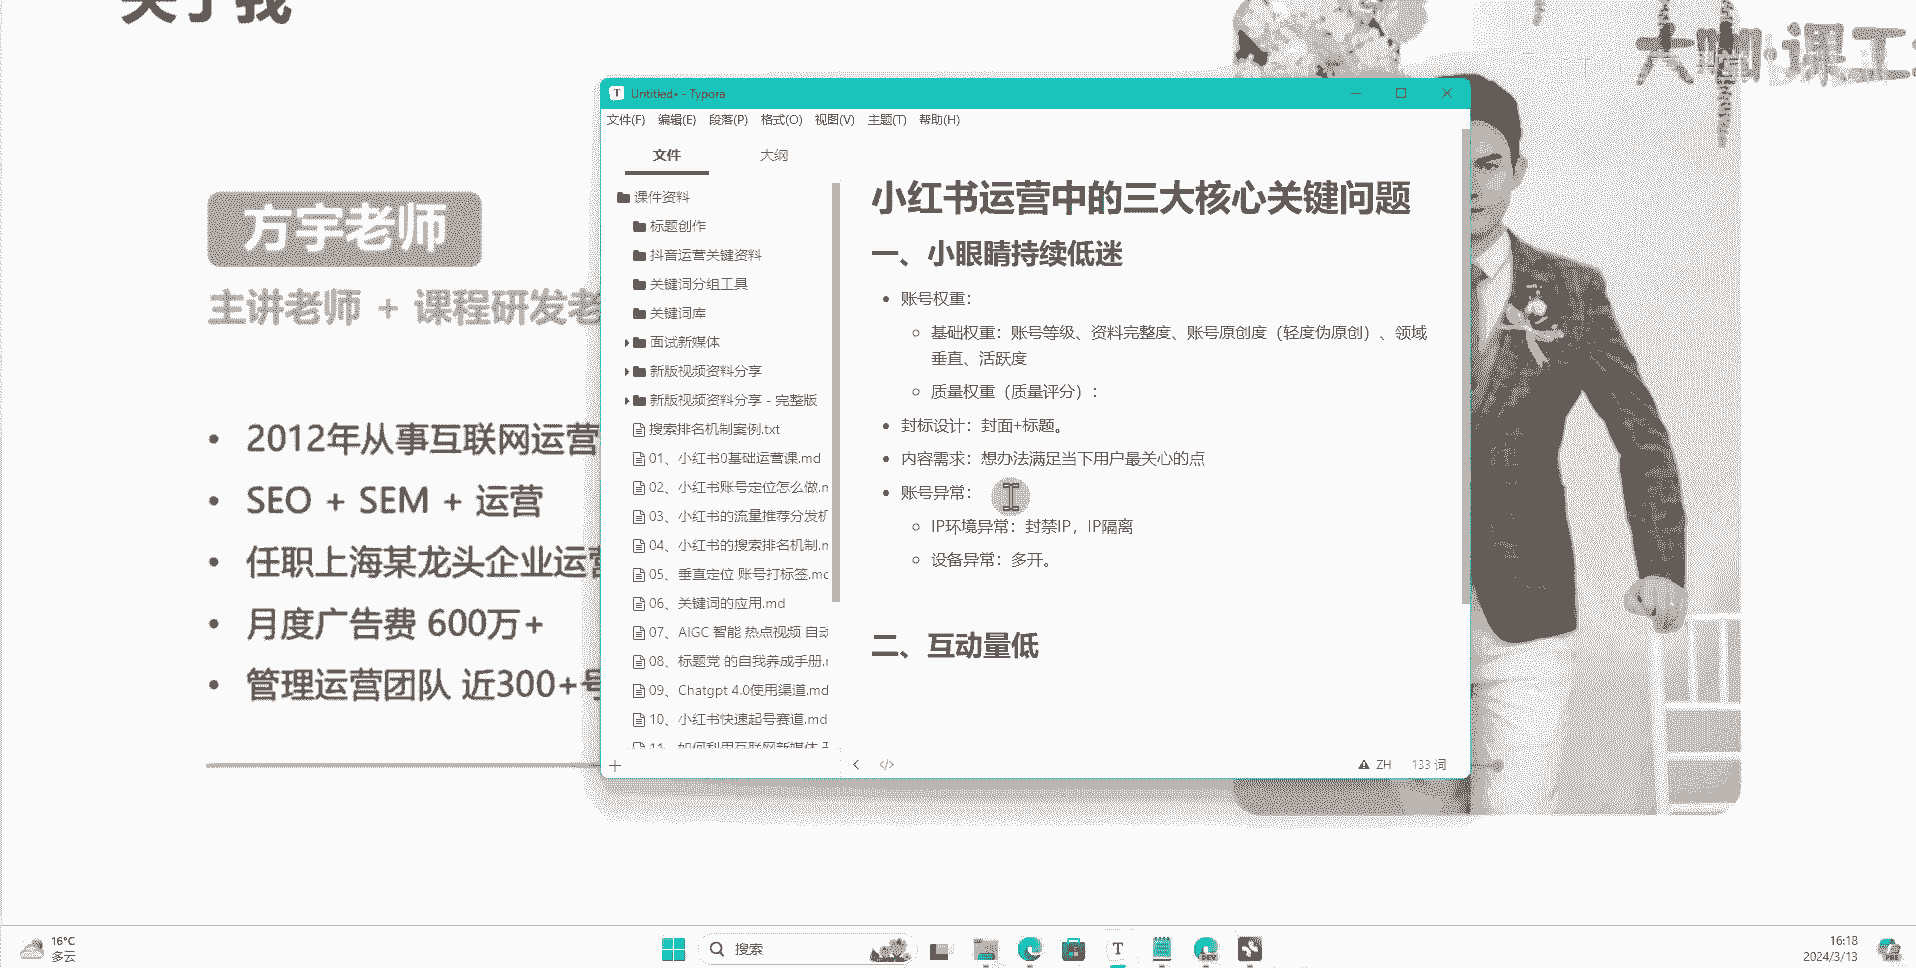 关于我
大咖·课工
方宇老师
主讲老师 + 课程研发老
2012年从事互联网运营
SEO + SEM + 运营
任职上海某龙头企业运营
月度广告费 600万+
管理运营团队 近300+号
Untitled• - Typora
文件(F) 编辑(E) 段落(P) 格式(O) 视图(V) 主题(T) 帮助(H)
文件 大纲
课件资料
标题创作
抖音运营关键资料
关键词分组工具
关键词库
面试新媒体
新版视频资料分享
新版视频资料分享 - 完整版
搜索排名机制案例.txt
01、小红书0基础运营课.md
02、小红书账号定位怎么做.m
03、小红书的流量推荐分发机
04、小红书的搜索排名机制.m
05、垂直定位 账号打标签.mc
06、关键词的应用.md
07、AIGC 智能 热点视频 自动
08、标题党 的自我养成手册.r
09、Chatgpt 4.0使用渠道.md
10、小红书快速起号赛道.md
11、如何利用互联网新媒体
小红书运营中的三大核心关键问题
一、小眼睛持续低迷
账号权重：
基础权重：账号等级、资料完整度、账号原创度（轻度伪原创）、领域
垂直、活跃度
质量权重（质量评分）：
封标设计：封面+标题。
内容需求：想办法满足当下用户最关心的点
账号异常：
IP环境异常：封禁IP，IP隔离
设备异常：多开。
二、互动量低
ZH 133 词
16°C
多云
搜索
T
DEV
16:18
2024/3/13
PRE